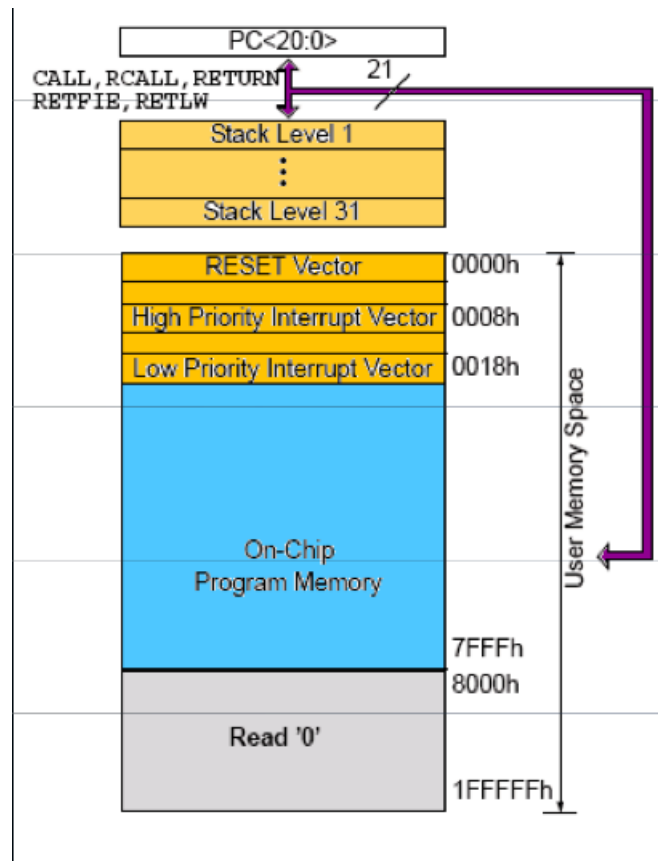 PC<20:0>
CALL,RCALL,RETURN
21
RETFIE,RETLW
Stack Level 1
Stack Level 31
RESET Vector
0000h
High Priority Interrupt Vector
0008h
Low Priority Interrupt Vector
0018h
User Memory Space
On-Chip
Program Memory
7FFFh
8000h
Read '0'
1FFFFFh